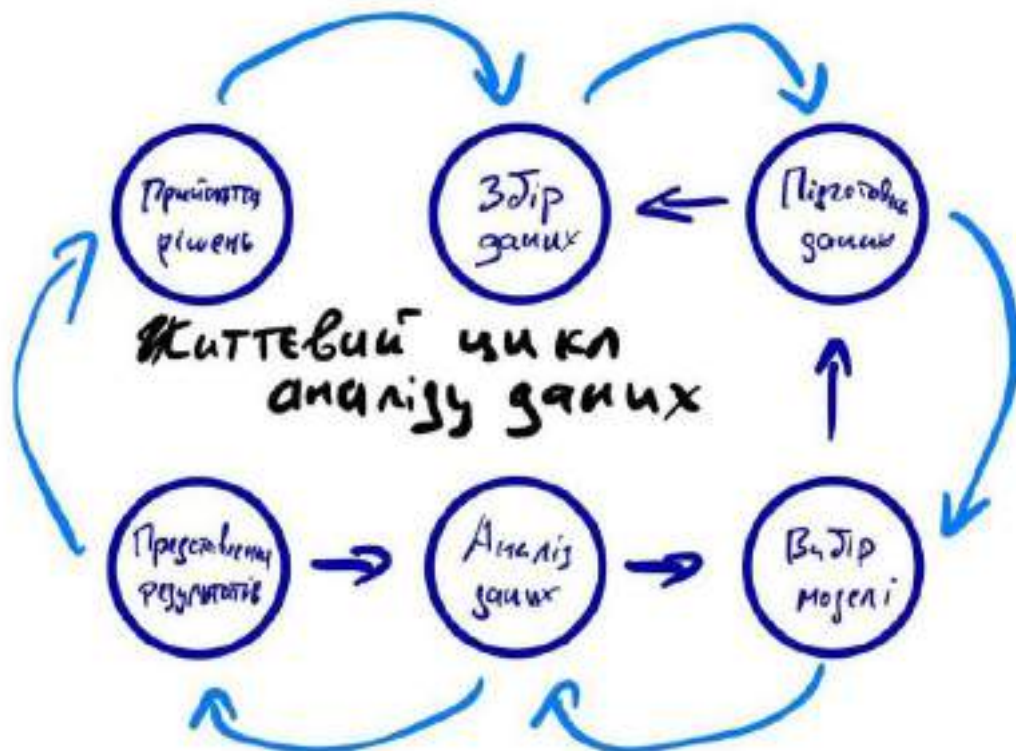 Прийняття
рішень
Збір
даних
Підготовка
даних
Життєвий цикл
аналізу даних
Представлення
результатів
Аналіз
даних
Вибір
моделі